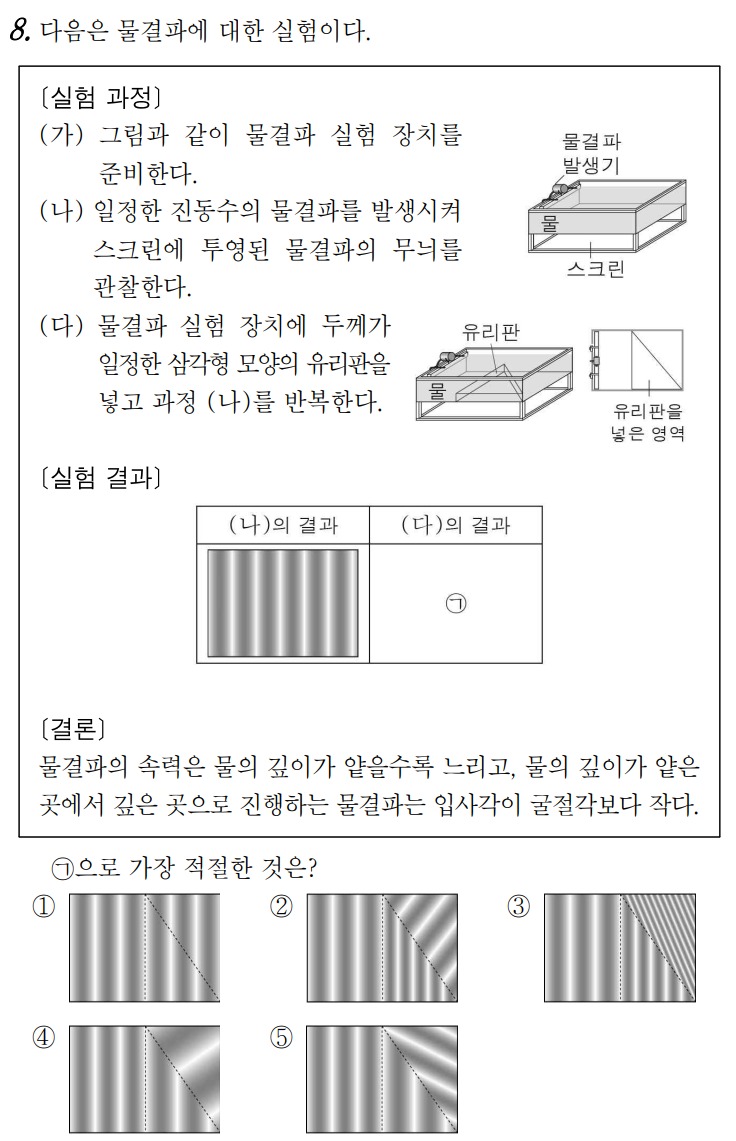 8. 다음은 물결파에 대한 실험이다.
〔실험 과정〕
(가) 그림과 같이 물결파 실험 장치를
준비한다.
(나) 일정한 진동수의 물결파를 발생시켜
스크린에 투영된 물결파의 무늬를
관찰한다.
물결파
발생기
물
스크린
(다) 물결파 실험 장치에 두께가
일정한 삼각형 모양의 유리판을
넣고 과정 (나)를 반복한다.
유리판
물
유리판을
넣은 영역
〔실험 결과〕
(나)의 결과 (다)의 결과
㉠
〔결론〕
물결파의 속력은 물의 깊이가 얕을수록 느리고, 물의 깊이가 얕은
곳에서 깊은 곳으로 진행하는 물결파는 입사각이 굴절각보다 작다.
㉠으로 가장 적절한 것은?
① ② ③
④ ⑤